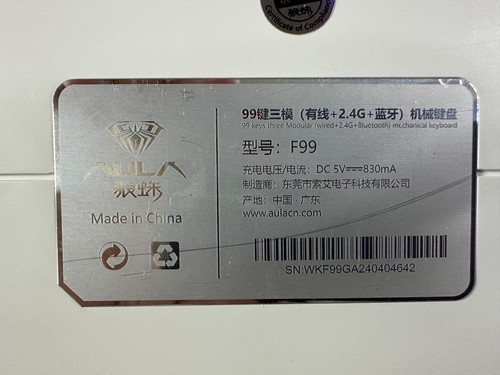 Certificate of Compliance
AULA
狼蛛
Made in China
99键三模（有线+2.4G+蓝牙）机械键盘
99 keys three Modular (wired+2.4G+Bluetooth) mechanical keyboard
型号：F99
充电电压/电流：DC 5V⎓830mA
制造商：东莞市索艾电子科技有限公司
产地：中国·广东
www.aulacn.com
SN:WKF99GA240404642